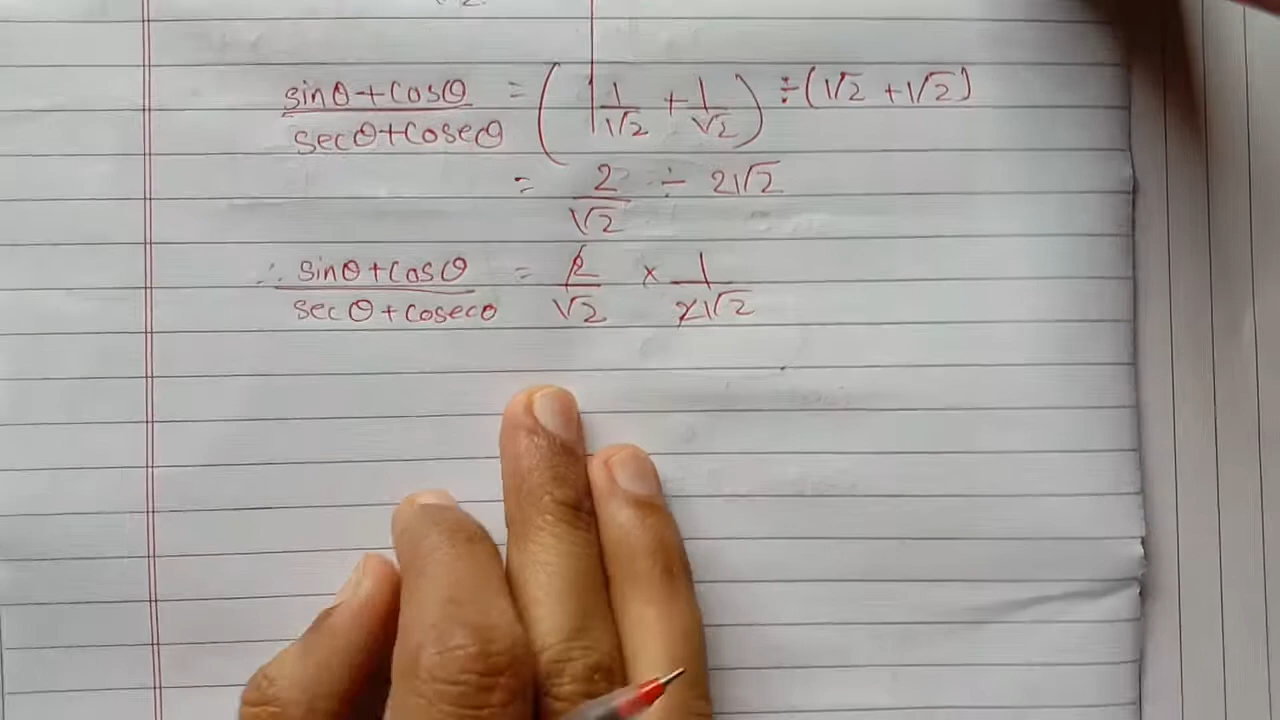 √2
sinθ+cosθ/secθ+cosecθ = (1/√2 + 1/√2) ÷ (√2 + √2)
= 2/√2 ÷ 2√2
∴ sinθ+cosθ/secθ+cosecθ = 2/√2 × 1/2√2